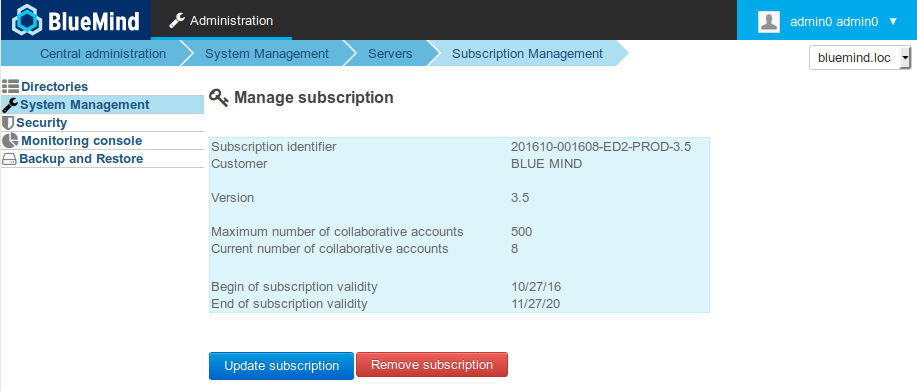 BlueMind
Administration
admin0 admin0
Central administration
System Management
Servers
Subscription Management
bluemind.loc
Directories
System Management
Security
Monitoring console
Backup and Restore
Manage subscription
Subscription identifier 201610-001608-ED2-PROD-3.5
Customer BLUE MIND
Version 3.5
Maximum number of collaborative accounts 500
Current number of collaborative accounts 8
Begin of subscription validity 10/27/16
End of subscription validity 11/27/20
Update subscription
Remove subscription